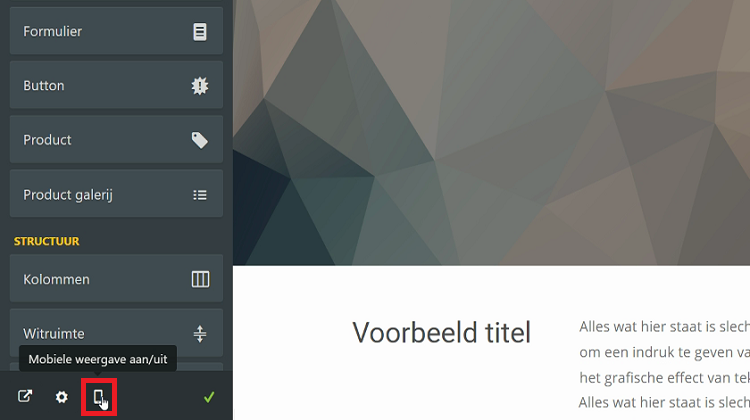 Formulier
Button
Product
Product galerij
STRUCTUUR
Kolommen
Witruimte
Mobiele weergave aan/uit
Voorbeeld titel
Alles wat hier staat is slech
om een indruk te geven va
het grafische effect van tek
Alles wat hier staat is slech